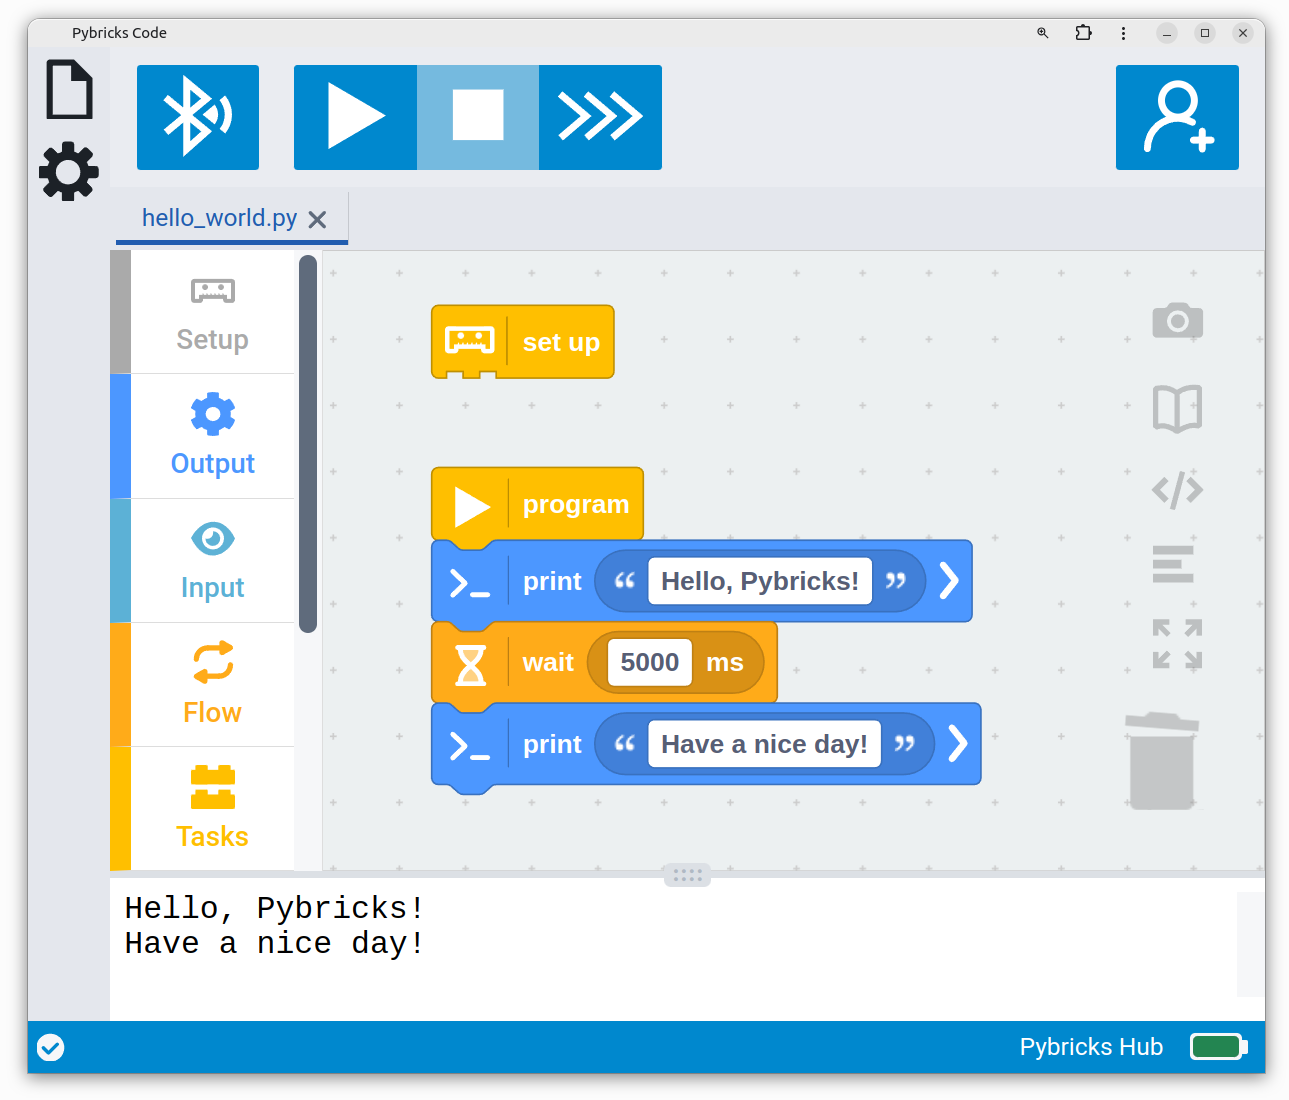 Pybricks Code
hello_world.py
Setup
Output
Input
Flow
Tasks
set up
program
print “ Hello, Pybricks! ”
wait 5000 ms
print “ Have a nice day! ”
Hello, Pybricks!
Have a nice day!
Pybricks Hub